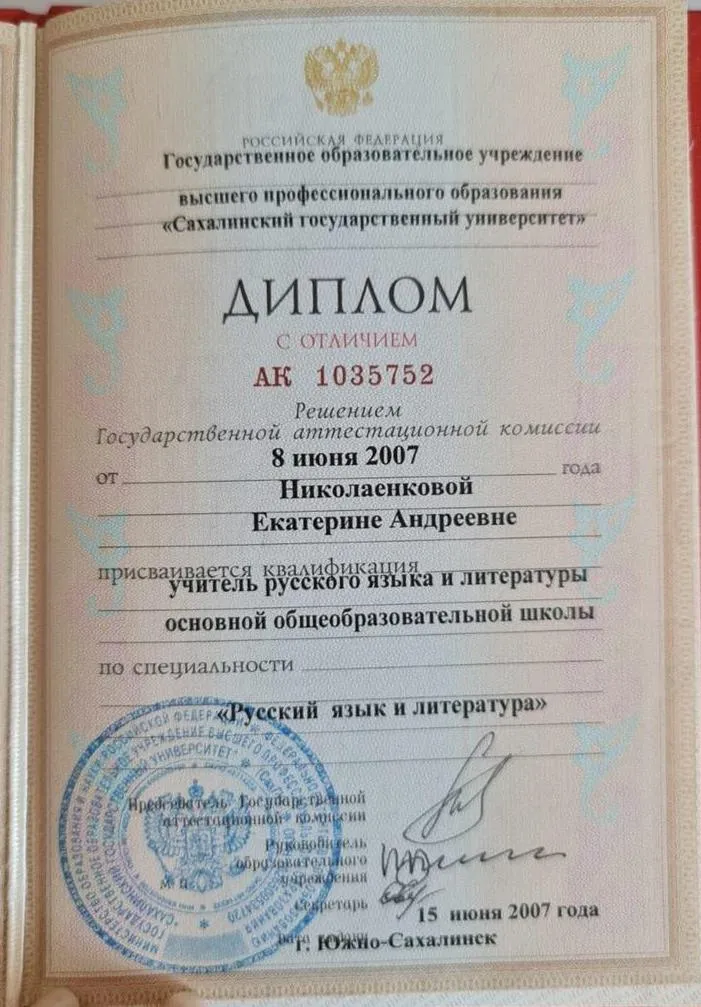 РОССИЙСКАЯ ФЕДЕРАЦИЯ
Государственное образовательное учреждение
высшего профессионального образования
«Сахалинский государственный университет»
ДИПЛОМ
С ОТЛИЧИЕМ
АК 1035752
Решением
Государственной аттестационной комиссии
от 8 июня 2007 года
Николаенковой
Екатерине Андреевне
присваивается квалификация
учитель русского языка и литературы
основной общеобразовательной школы
по специальности
«Русский язык и литература»
Председатель Государственной
аттестационной комиссии
Руководитель
образовательного
учреждения
М.П.
Секретарь
15 июня 2007 года
г. Южно-Сахалинск